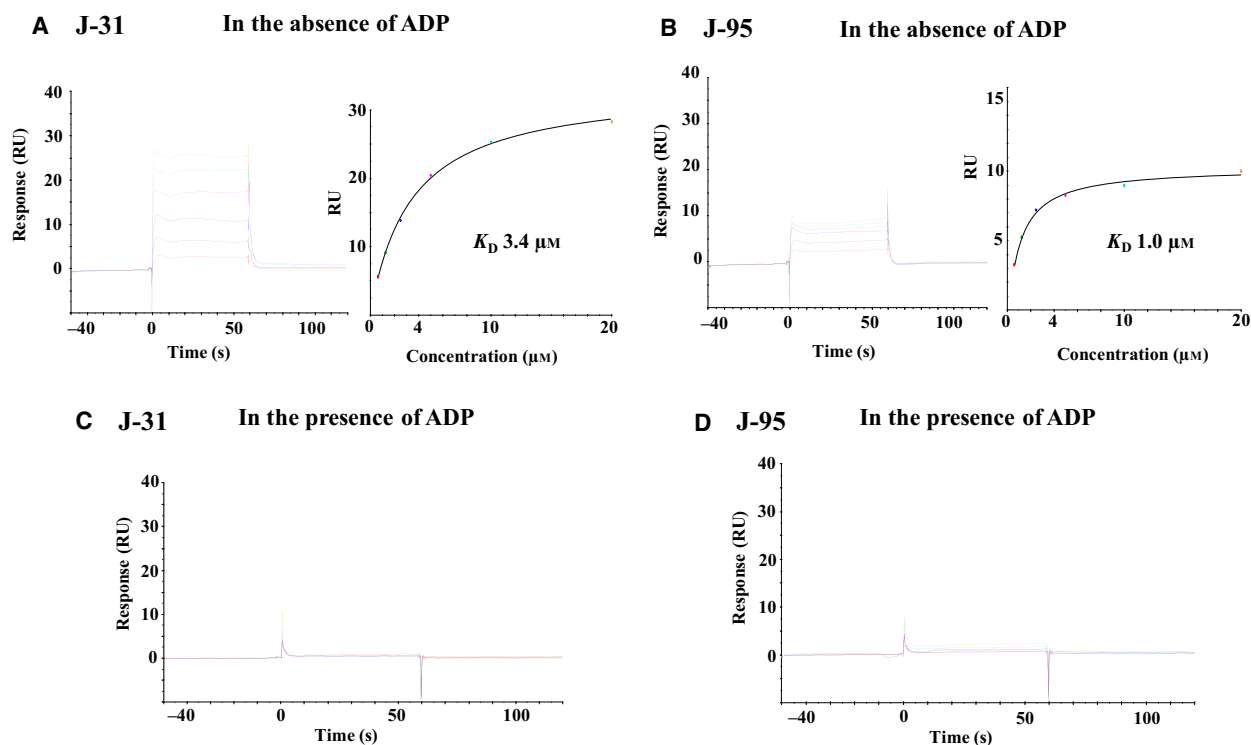 A J-31 In the absence of ADP
40
30
20
10
0
Response (RU)
–40 0 50 100
Time (s)
30
20
10
RU
K_D 3.4 µM
0 4 10 20
Concentration (µM)
B J-95 In the absence of ADP
40
30
20
10
0
Response (RU)
–40 0 50 100
Time (s)
15
10
5
RU
K_D 1.0 µM
0 4 10 20
Concentration (µM)
C J-31 In the presence of ADP
40
30
20
10
0
Response (RU)
–40 0 50 100
Time (s)
D J-95 In the presence of ADP
40
30
20
10
0
Response (RU)
–40 0 50 100
Time (s)